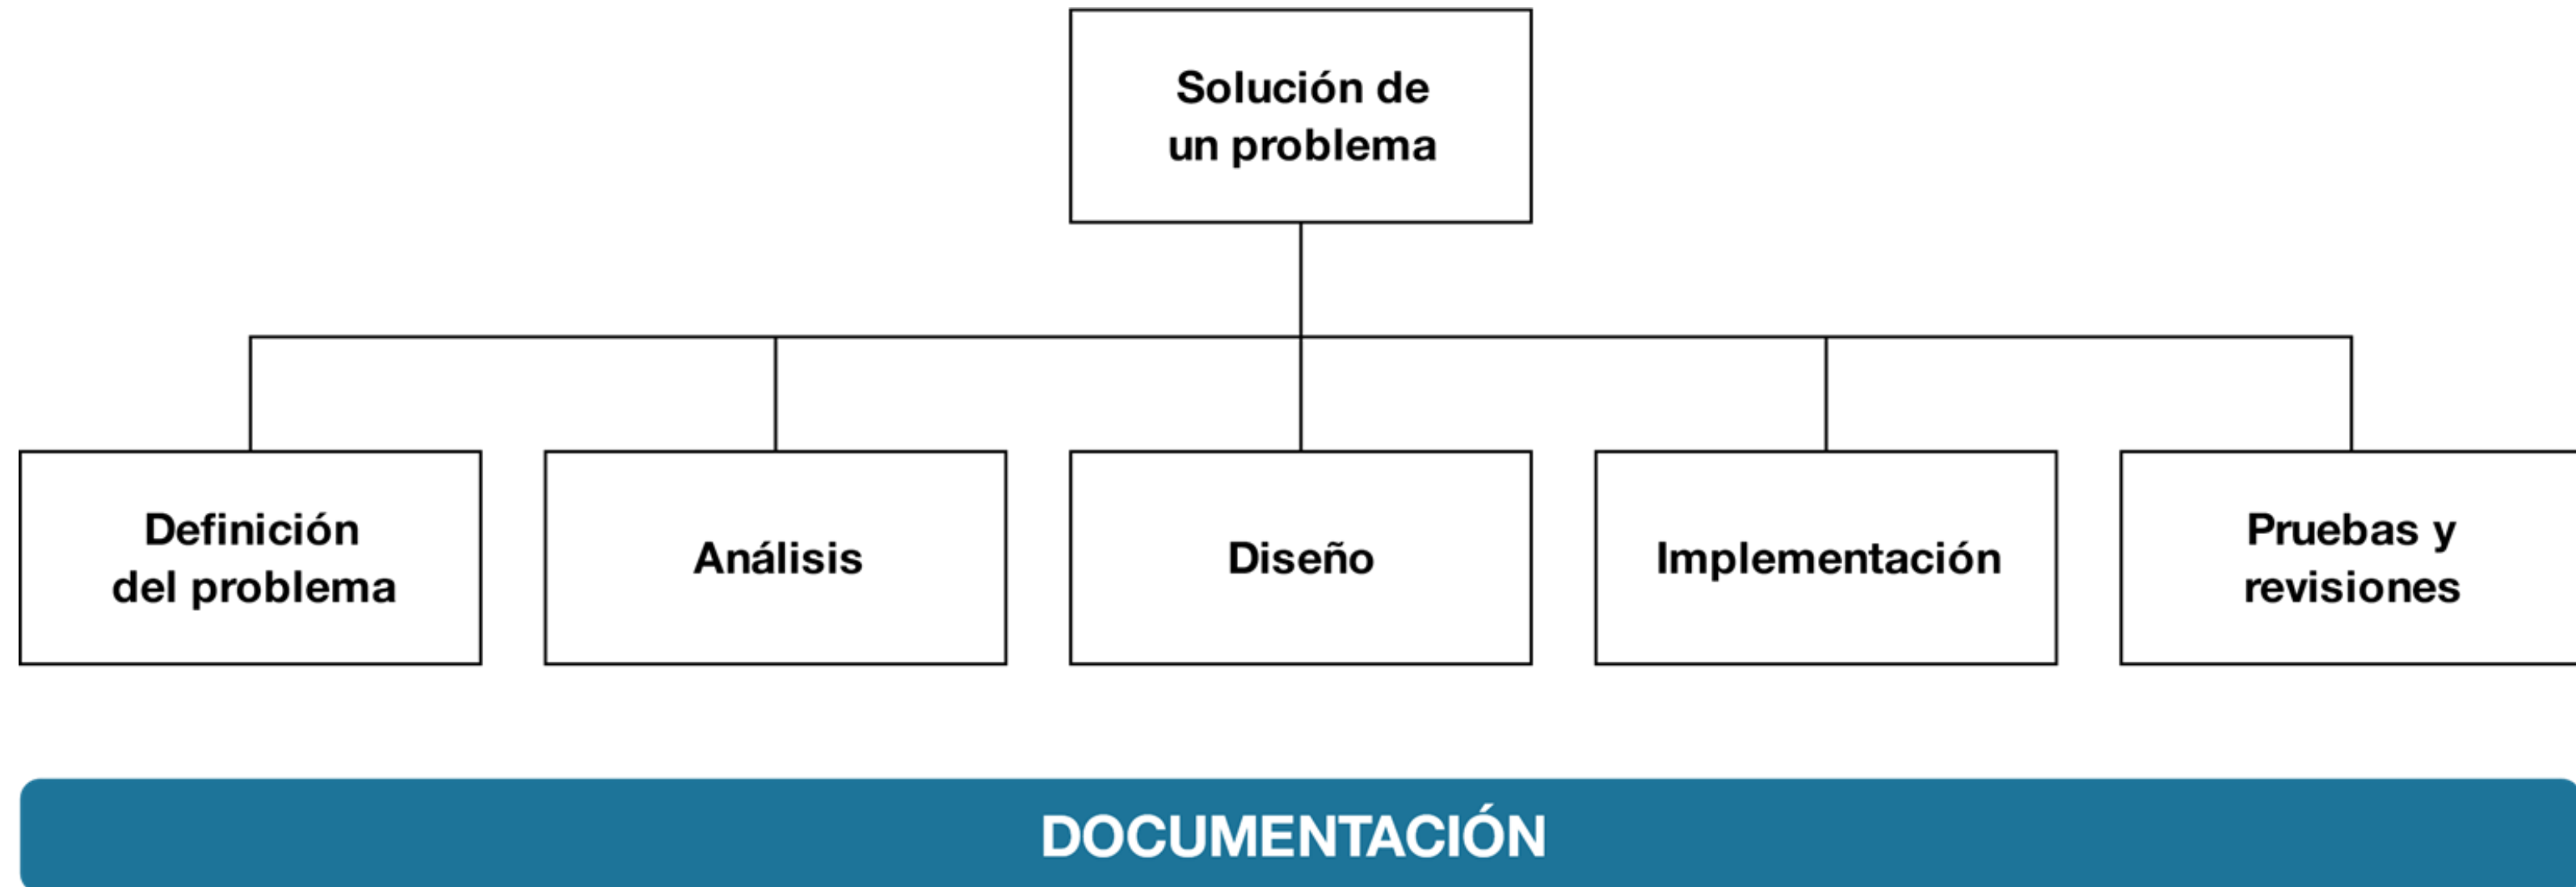 Solución de
un problema
Definición
del problema
Análisis
Diseño
Implementación
Pruebas y
revisiones
DOCUMENTACIÓN